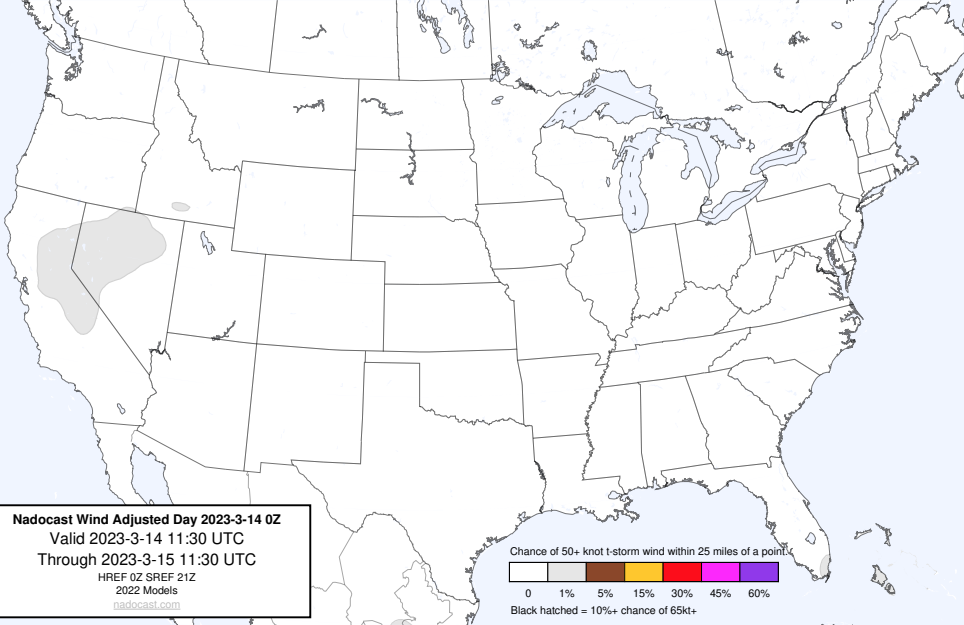 Nadocast Wind Adjusted Day 2023-3-14 0Z
Valid 2023-3-14 11:30 UTC
Through 2023-3-15 11:30 UTC
HREF 0Z SREF 21Z
2022 Models
nadocast.com
Chance of 50+ knot t-storm wind within 25 miles of a point.
0 1% 5% 15% 30% 45% 60%
Black hatched = 10%+ chance of 65kt+